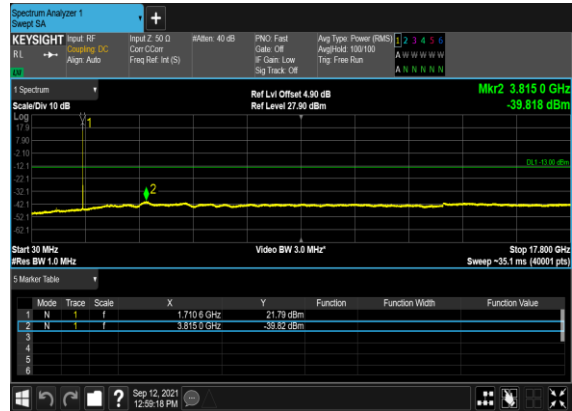 Spectrum Analyzer 1
Swept SA
+
KEYSIGHT Input: RF Input Z: 50 Ω #Atten: 40 dB PNO: Fast Avg Type: Power (RMS) 1 2 3 4 5 6
RL Coupling: DC Corr CCorr Gate: Off Avg|Hold: 100/100 A W W W W W
Align: Auto Freq Ref: Int (S) IF Gain: Low Trig: Free Run A N N N N N
Sig Track: Off
1 Spectrum
Ref Lvl Offset 4.90 dB Mkr2 3.815 0 GHz
Scale/Div 10 dB Ref Level 27.90 dBm -39.818 dBm
Log
17.9
7.90
-2.10
-12.1
-22.1
-32.1
-42.1
-52.1
-62.1
1
DL1 -13.00 dBm
2
Start 30 MHz Video BW 3.0 MHz* Stop 17.800 GHz
#Res BW 1.0 MHz Sweep ~35.1 ms (40001 pts)
5 Marker Table
Mode Trace Scale X Y Function Function Width Function Value
1 N 1 f 1.710 6 GHz 21.79 dBm
2 N 1 f 3.815 0 GHz -39.82 dBm
3
4
5
6
? Sep 12, 2021
12:59:18 PM